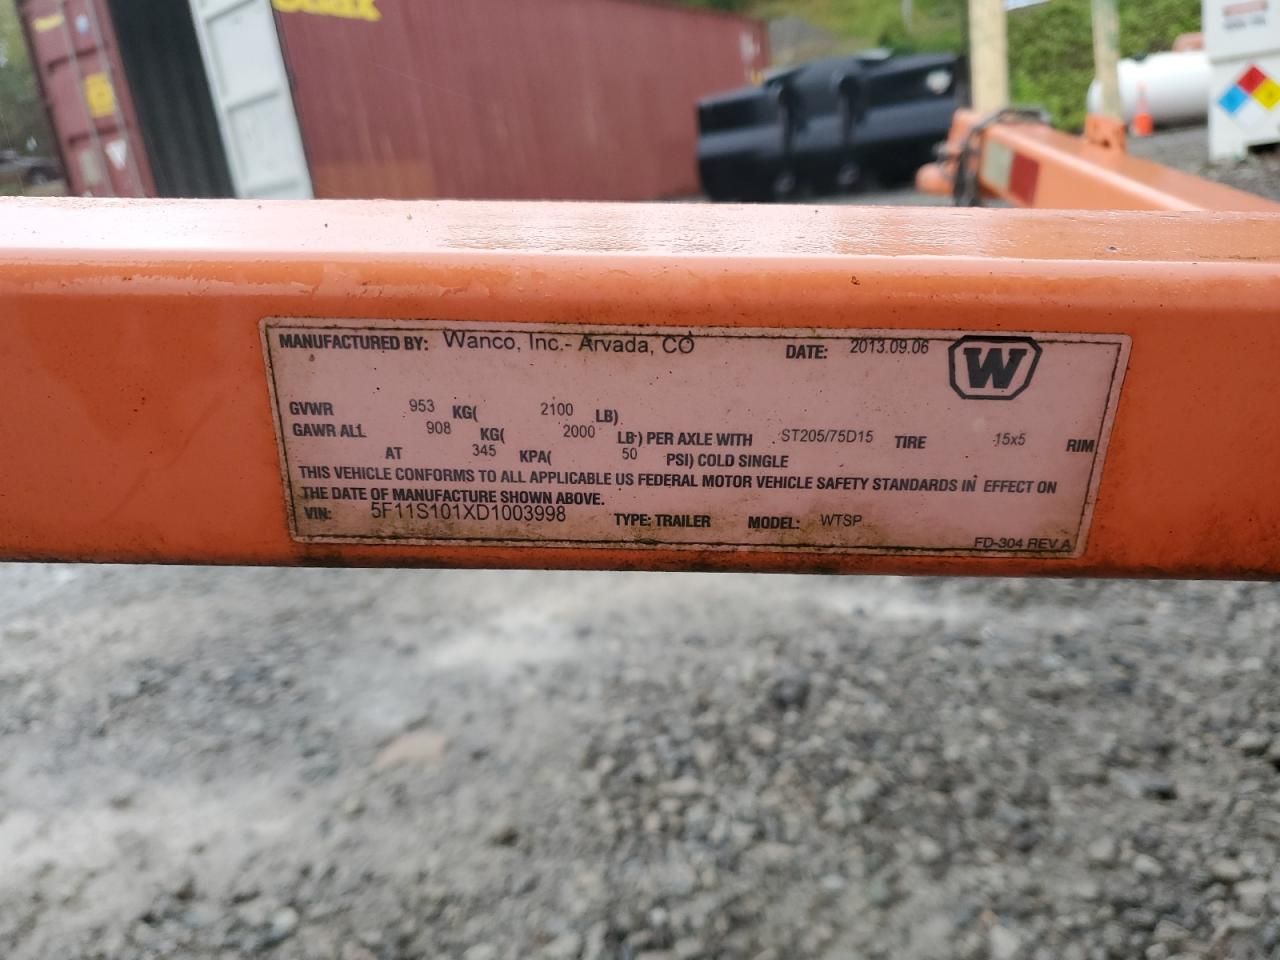 MANUFACTURED BY: Wanco, Inc.- Arvada, CO DATE: 2013.09.06 W
GVWR 953 KG( 2100 LB)
GAWR ALL 908 KG( 2000 LB) PER AXLE WITH ST205/75D15 TIRE 15x5 RIM
AT 345 KPA( 50 PSI) COLD SINGLE
THIS VEHICLE CONFORMS TO ALL APPLICABLE US FEDERAL MOTOR VEHICLE SAFETY STANDARDS IN EFFECT ON
THE DATE OF MANUFACTURE SHOWN ABOVE.
VIN: 5F11S101XD1003998 TYPE: TRAILER MODEL: WTSP
FD-304 REV A